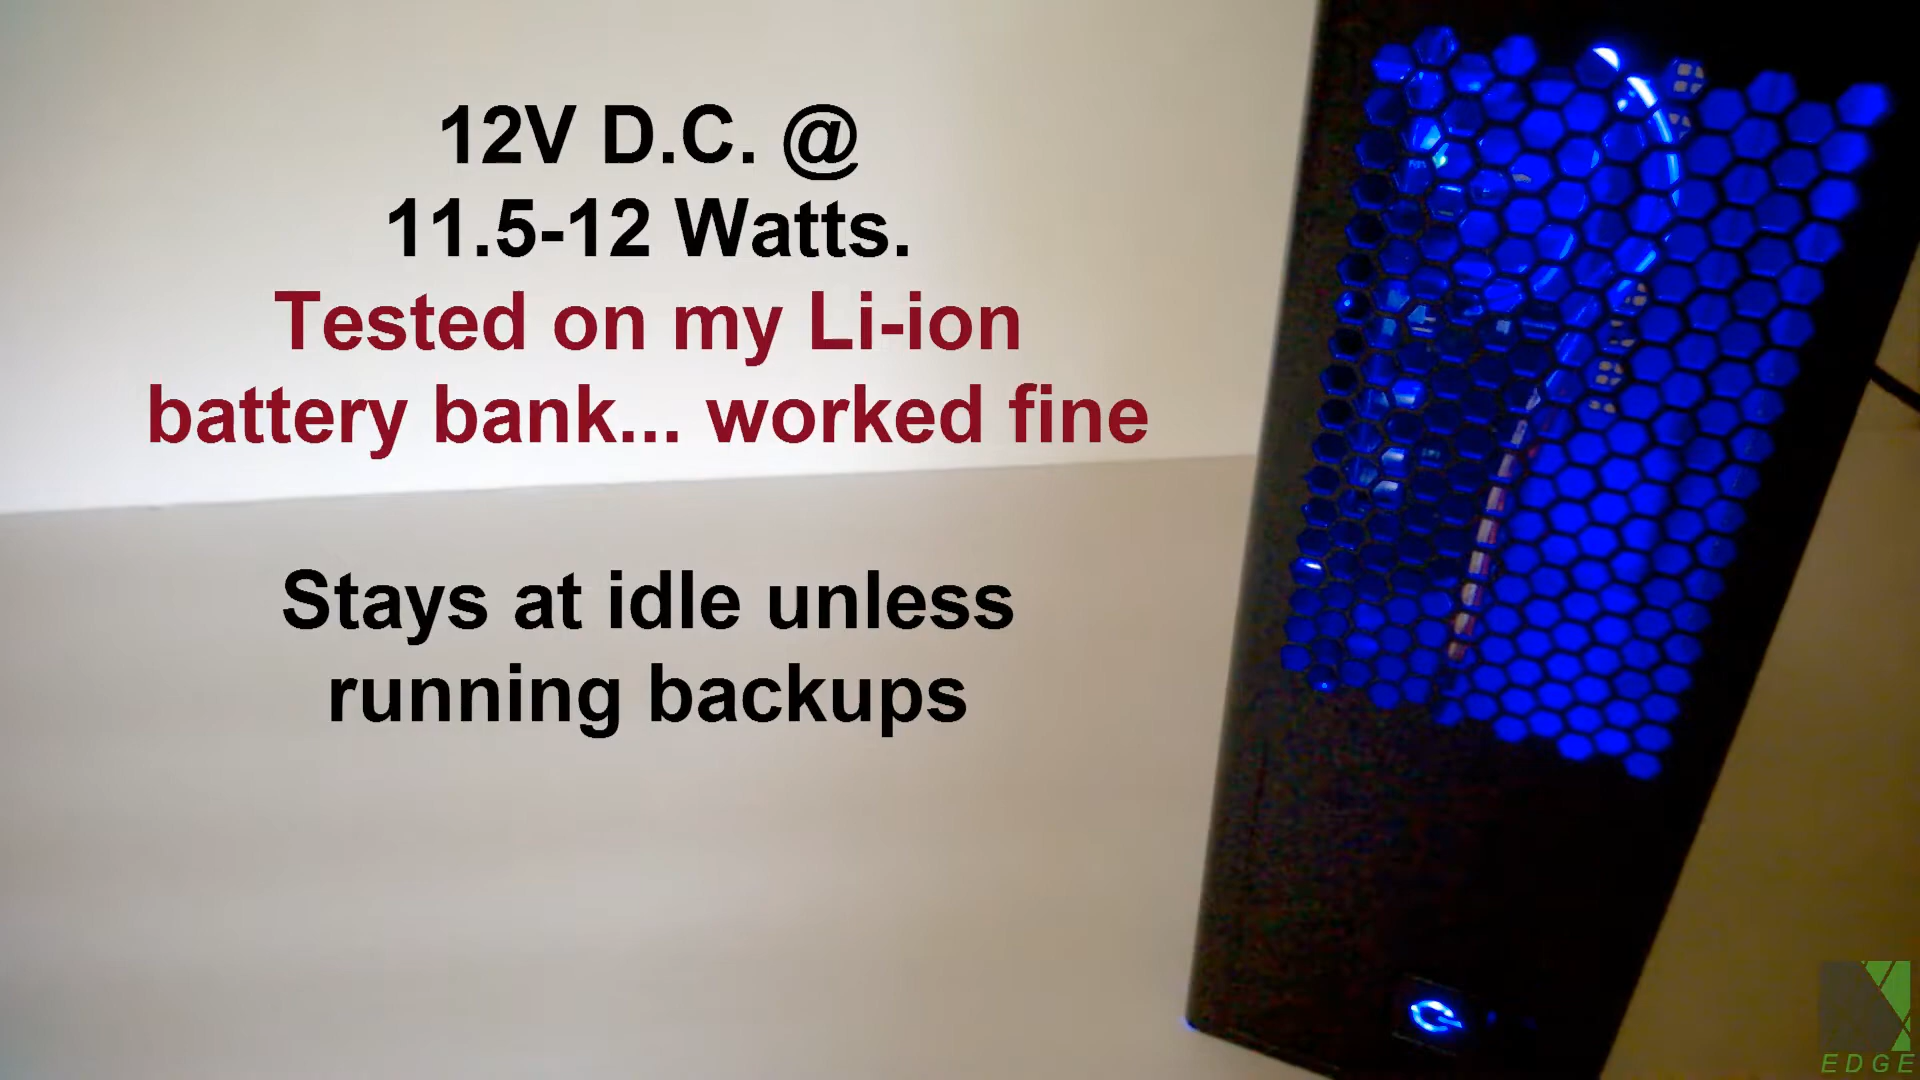 12V D.C. @
11.5-12 Watts.
Tested on my Li-ion
battery bank... worked fine
Stays at idle unless
running backups
EDGE